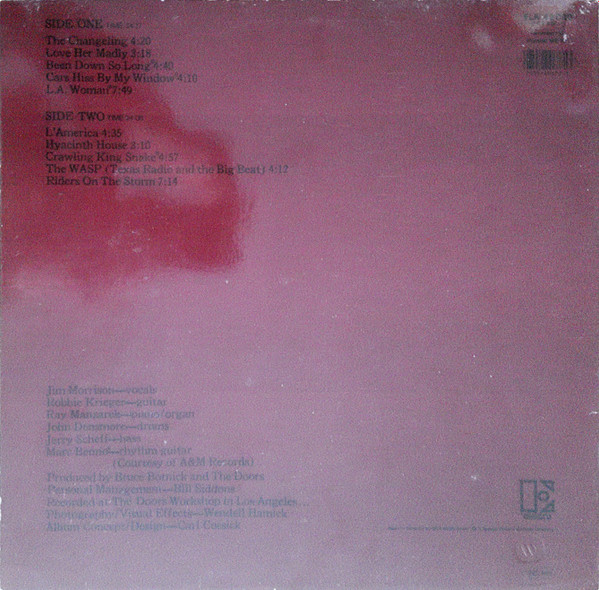 SIDE ONE TIME
The Changeling 4:20
Love Her Madly 3:18
Been Down So Long 4:40
Cars Hiss By My Window 4:10
L.A. Woman 7:49
SIDE TWO TIME
L'America 4:35
Hyacinth House 3:10
Crawling King Snake 4:57
The WASP (Texas Radio and the Big Beat) 4:12
Riders On The Storm 7:14
Jim Morrison—vocals
Robbie Krieger—guitar
Ray Manzarek—piano/organ
John Densmore—drums
Jerry Scheff—bass
Marc Benno—rhythm guitar
(Courtesy of A&M Records)
Produced by Bruce Botnick and The Doors
Personal Management—Bill Siddons
Recorded at The Doors Workshop in Los Angeles
Photography/Visual Effects—Wendell Hamick
Album Concept/Design—Carl Cossick